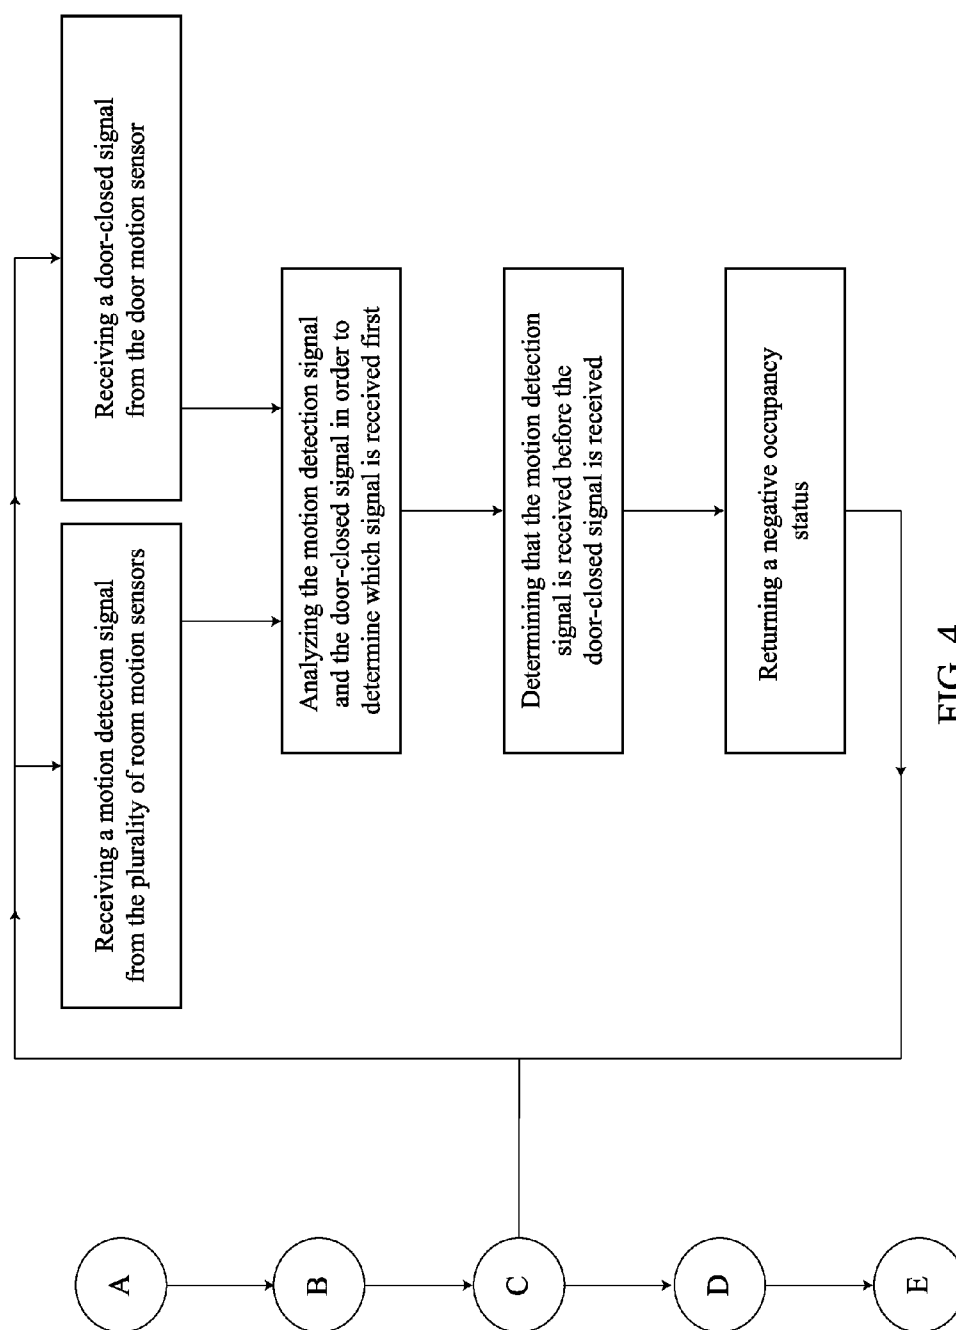 A
B
C
D
E
Receiving a motion detection signal
from the plurality of room motion sensors
Receiving a door-closed signal
from the door motion sensor
Analyzing the motion detection signal
and the door-closed signal in order to
determine which signal is received first
Determining that the motion detection
signal is received before the
door-closed signal is received
Returning a negative occupancy
status
FIG. 4